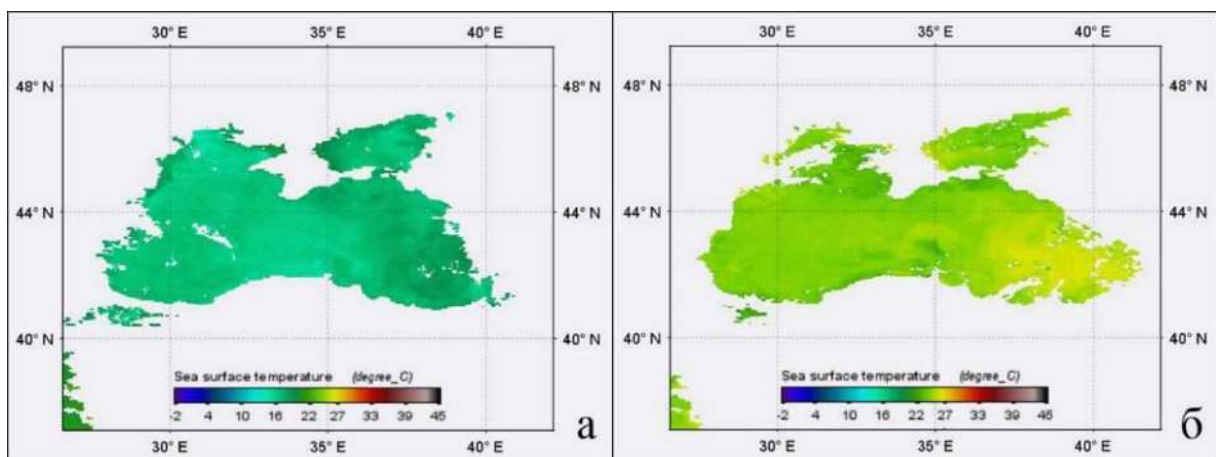 30° E 35° E 40° E
48° N 48° N
44° N 44° N
40° N 40° N
Sea surface temperature (degree_C)
-2 4 10 16 22 27 33 39 45
30° E 35° E 40° E
а
30° E 35° E 40° E
48° N 48° N
44° N 44° N
40° N 40° N
Sea surface temperature (degree_C)
-2 4 10 16 22 27 33 39 45
30° E 35° E 40° E
б